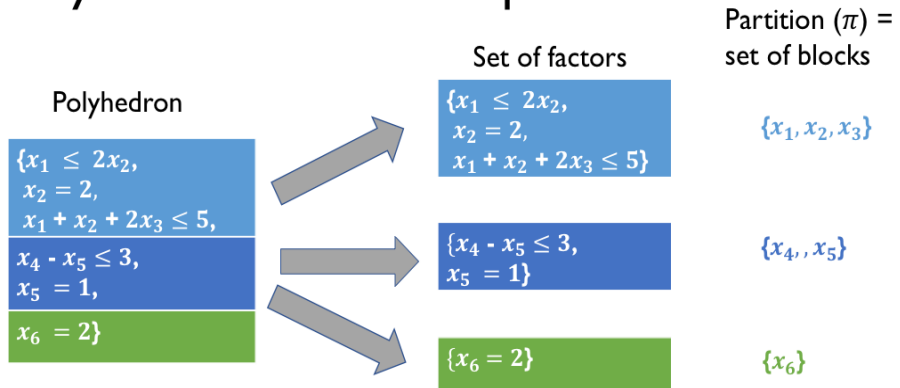 Partition (π) =
set of blocks
Set of factors
Polyhedron
{x₁ ≤ 2x₂,
x₂ = 2,
x₁ + x₂ + 2x₃ ≤ 5,
x₄ - x₅ ≤ 3,
x₅ = 1,
x₆ = 2}
{x₁ ≤ 2x₂,
x₂ = 2,
x₁ + x₂ + 2x₃ ≤ 5}
{x₁, x₂, x₃}
{x₄ - x₅ ≤ 3,
x₅ = 1}
{x₄, , x₅}
{x₆ = 2}
{x₆}